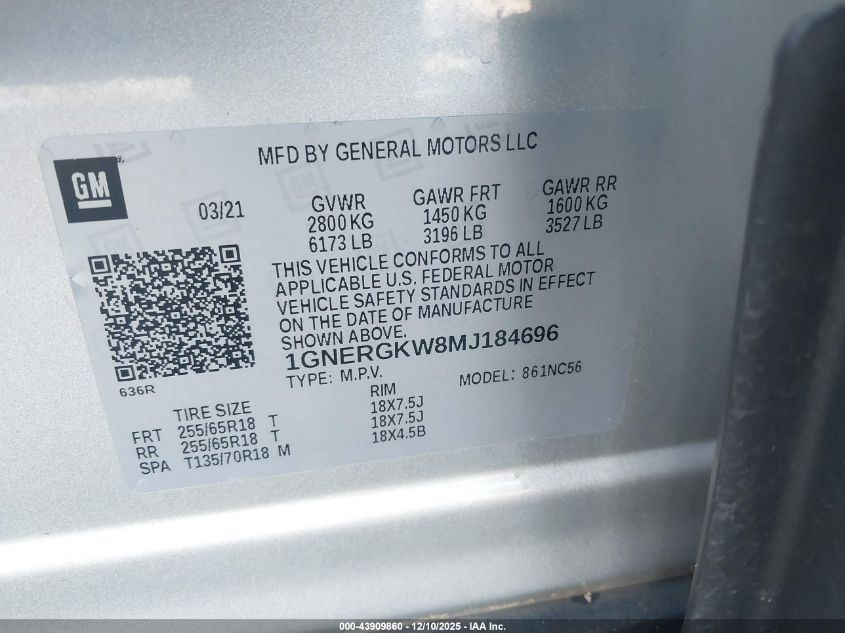 MFD BY GENERAL MOTORS LLC
GM
03/21
GVWR GAWR FRT GAWR RR
2800 KG 1450 KG 1600 KG
6173 LB 3196 LB 3527 LB
THIS VEHICLE CONFORMS TO ALL
APPLICABLE U.S. FEDERAL MOTOR
VEHICLE SAFETY STANDARDS IN EFFECT
ON THE DATE OF MANUFACTURE
SHOWN ABOVE.
1GNERGKW8MJ184696
TYPE: M.P.V. MODEL: 861NC56
636R
TIRE SIZE RIM
FRT 255/65R18 T 18X7.5J
RR 255/65R18 T 18X7.5J
SPA T135/70R18 M 18X4.5B
000-43909860 - 12/10/2025 - IAA Inc.